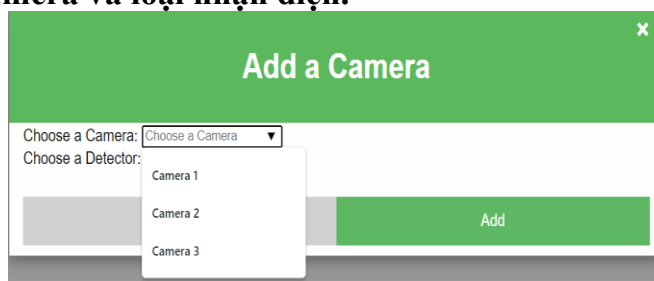 camera và loại nhận diện:
×
Add a Camera
Choose a Camera: Choose a Camera ▼
Choose a Detector:
Camera 1
Camera 2
Add
Camera 3